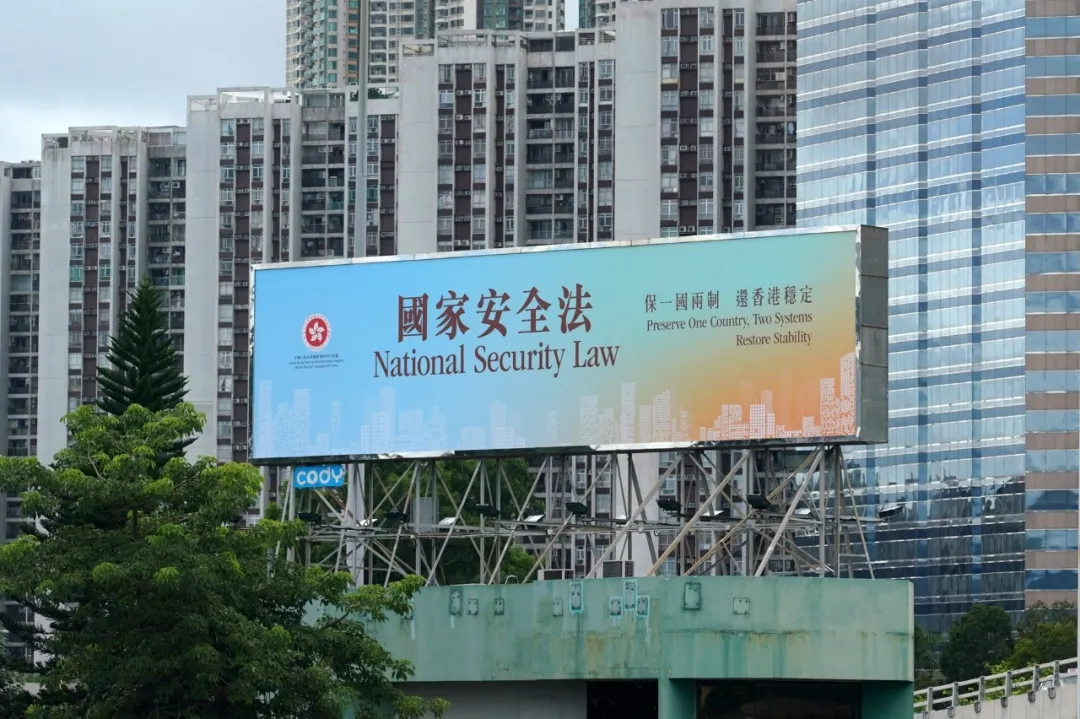 國家安全法
National Security Law
保一國兩制 還香港穩定
Preserve One Country, Two Systems
Restore Stability
cody